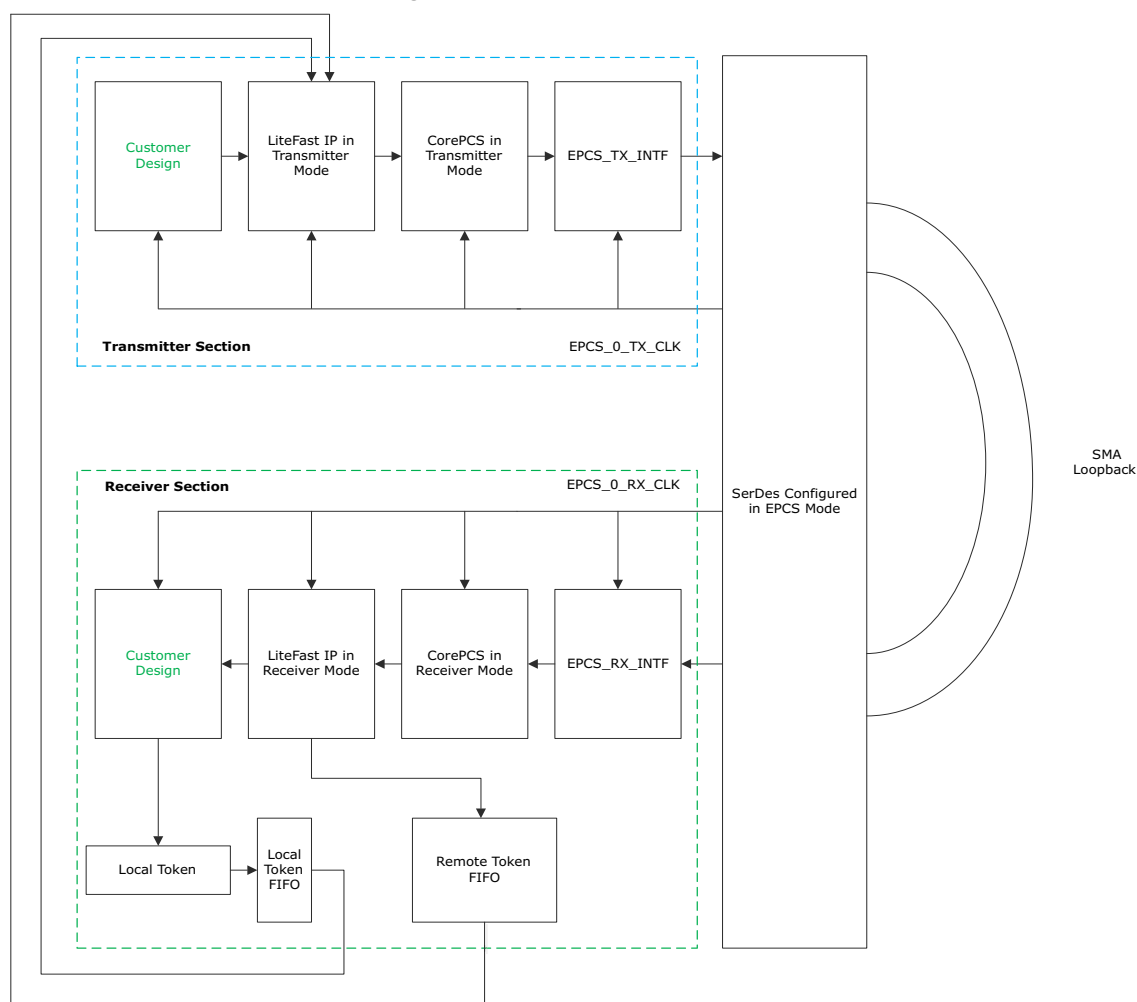 Customer
Design
LiteFast IP in
Transmitter
Mode
CorePCS in
Transmitter
Mode
EPCS_TX_INTF
Transmitter Section
EPCS_0_TX_CLK
SerDes Configured
in EPCS Mode
SMA
Loopback
Receiver Section
EPCS_0_RX_CLK
Customer
Design
LiteFast IP in
Receiver Mode
CorePCS in
Receiver Mode
EPCS_RX_INTF
Local Token
Local
Token
FIFO
Remote Token
FIFO